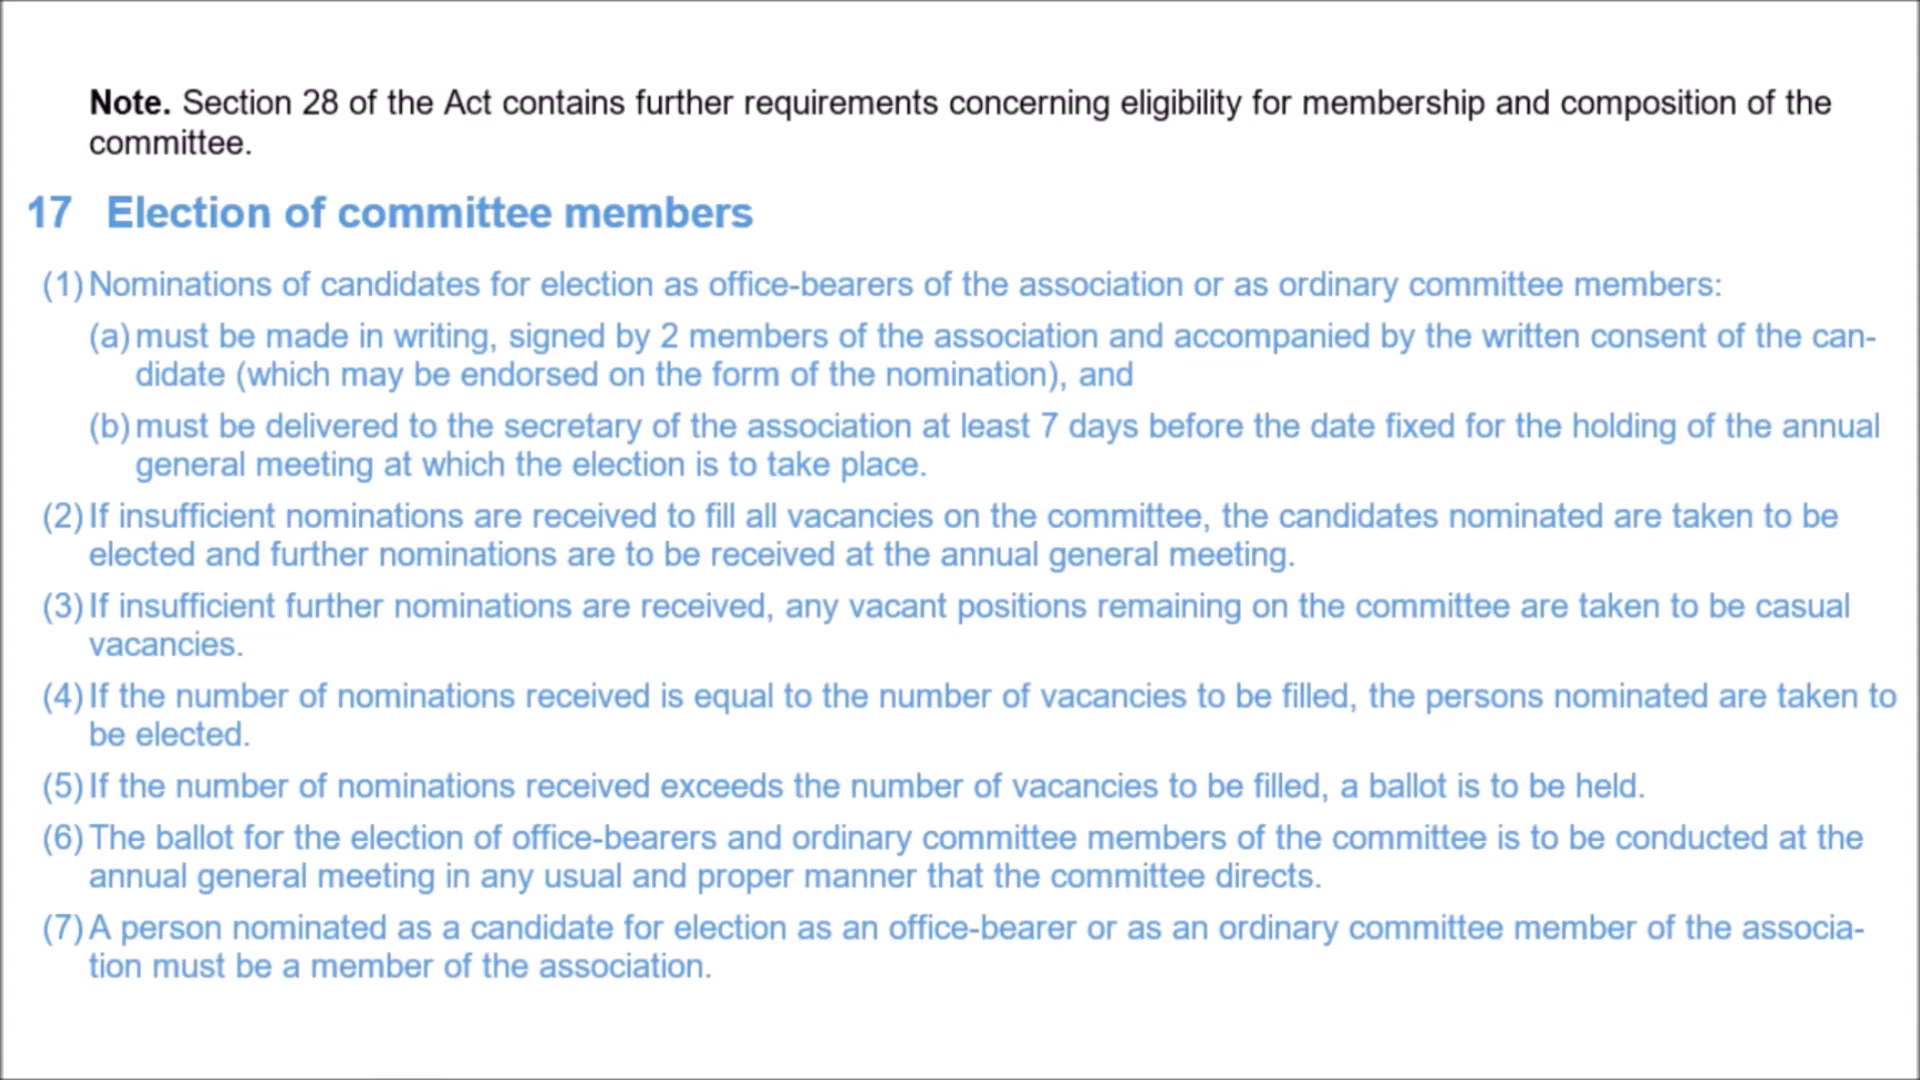 Note. Section 28 of the Act contains further requirements concerning eligibility for membership and composition of the
committee.
17 Election of committee members
(1) Nominations of candidates for election as office-bearers of the association or as ordinary committee members:
(a) must be made in writing, signed by 2 members of the association and accompanied by the written consent of the can-
didate (which may be endorsed on the form of the nomination), and
(b) must be delivered to the secretary of the association at least 7 days before the date fixed for the holding of the annual
general meeting at which the election is to take place.
(2) If insufficient nominations are received to fill all vacancies on the committee, the candidates nominated are taken to be
elected and further nominations are to be received at the annual general meeting.
(3) If insufficient further nominations are received, any vacant positions remaining on the committee are taken to be casual
vacancies.
(4) If the number of nominations received is equal to the number of vacancies to be filled, the persons nominated are taken to
be elected.
(5) If the number of nominations received exceeds the number of vacancies to be filled, a ballot is to be held.
(6) The ballot for the election of office-bearers and ordinary committee members of the committee is to be conducted at the
annual general meeting in any usual and proper manner that the committee directs.
(7) A person nominated as a candidate for election as an office-bearer or as an ordinary committee member of the associa-
tion must be a member of the association.